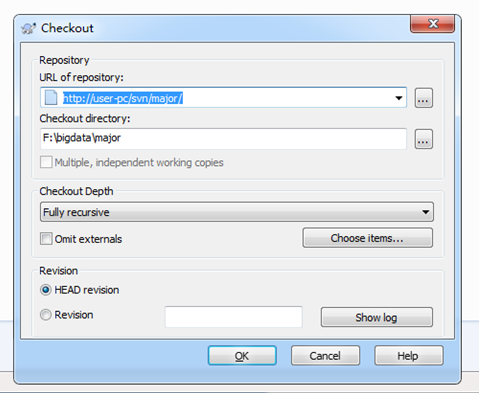 Checkout
Repository
URL of repository:
http://user-pc/svn/major/
...
Checkout directory:
F:\bigdata\major
...
Multiple, independent working copies
Checkout Depth
Fully recursive
Omit externals
Choose items...
Revision
HEAD revision
Revision
Show log
OK
Cancel
Help